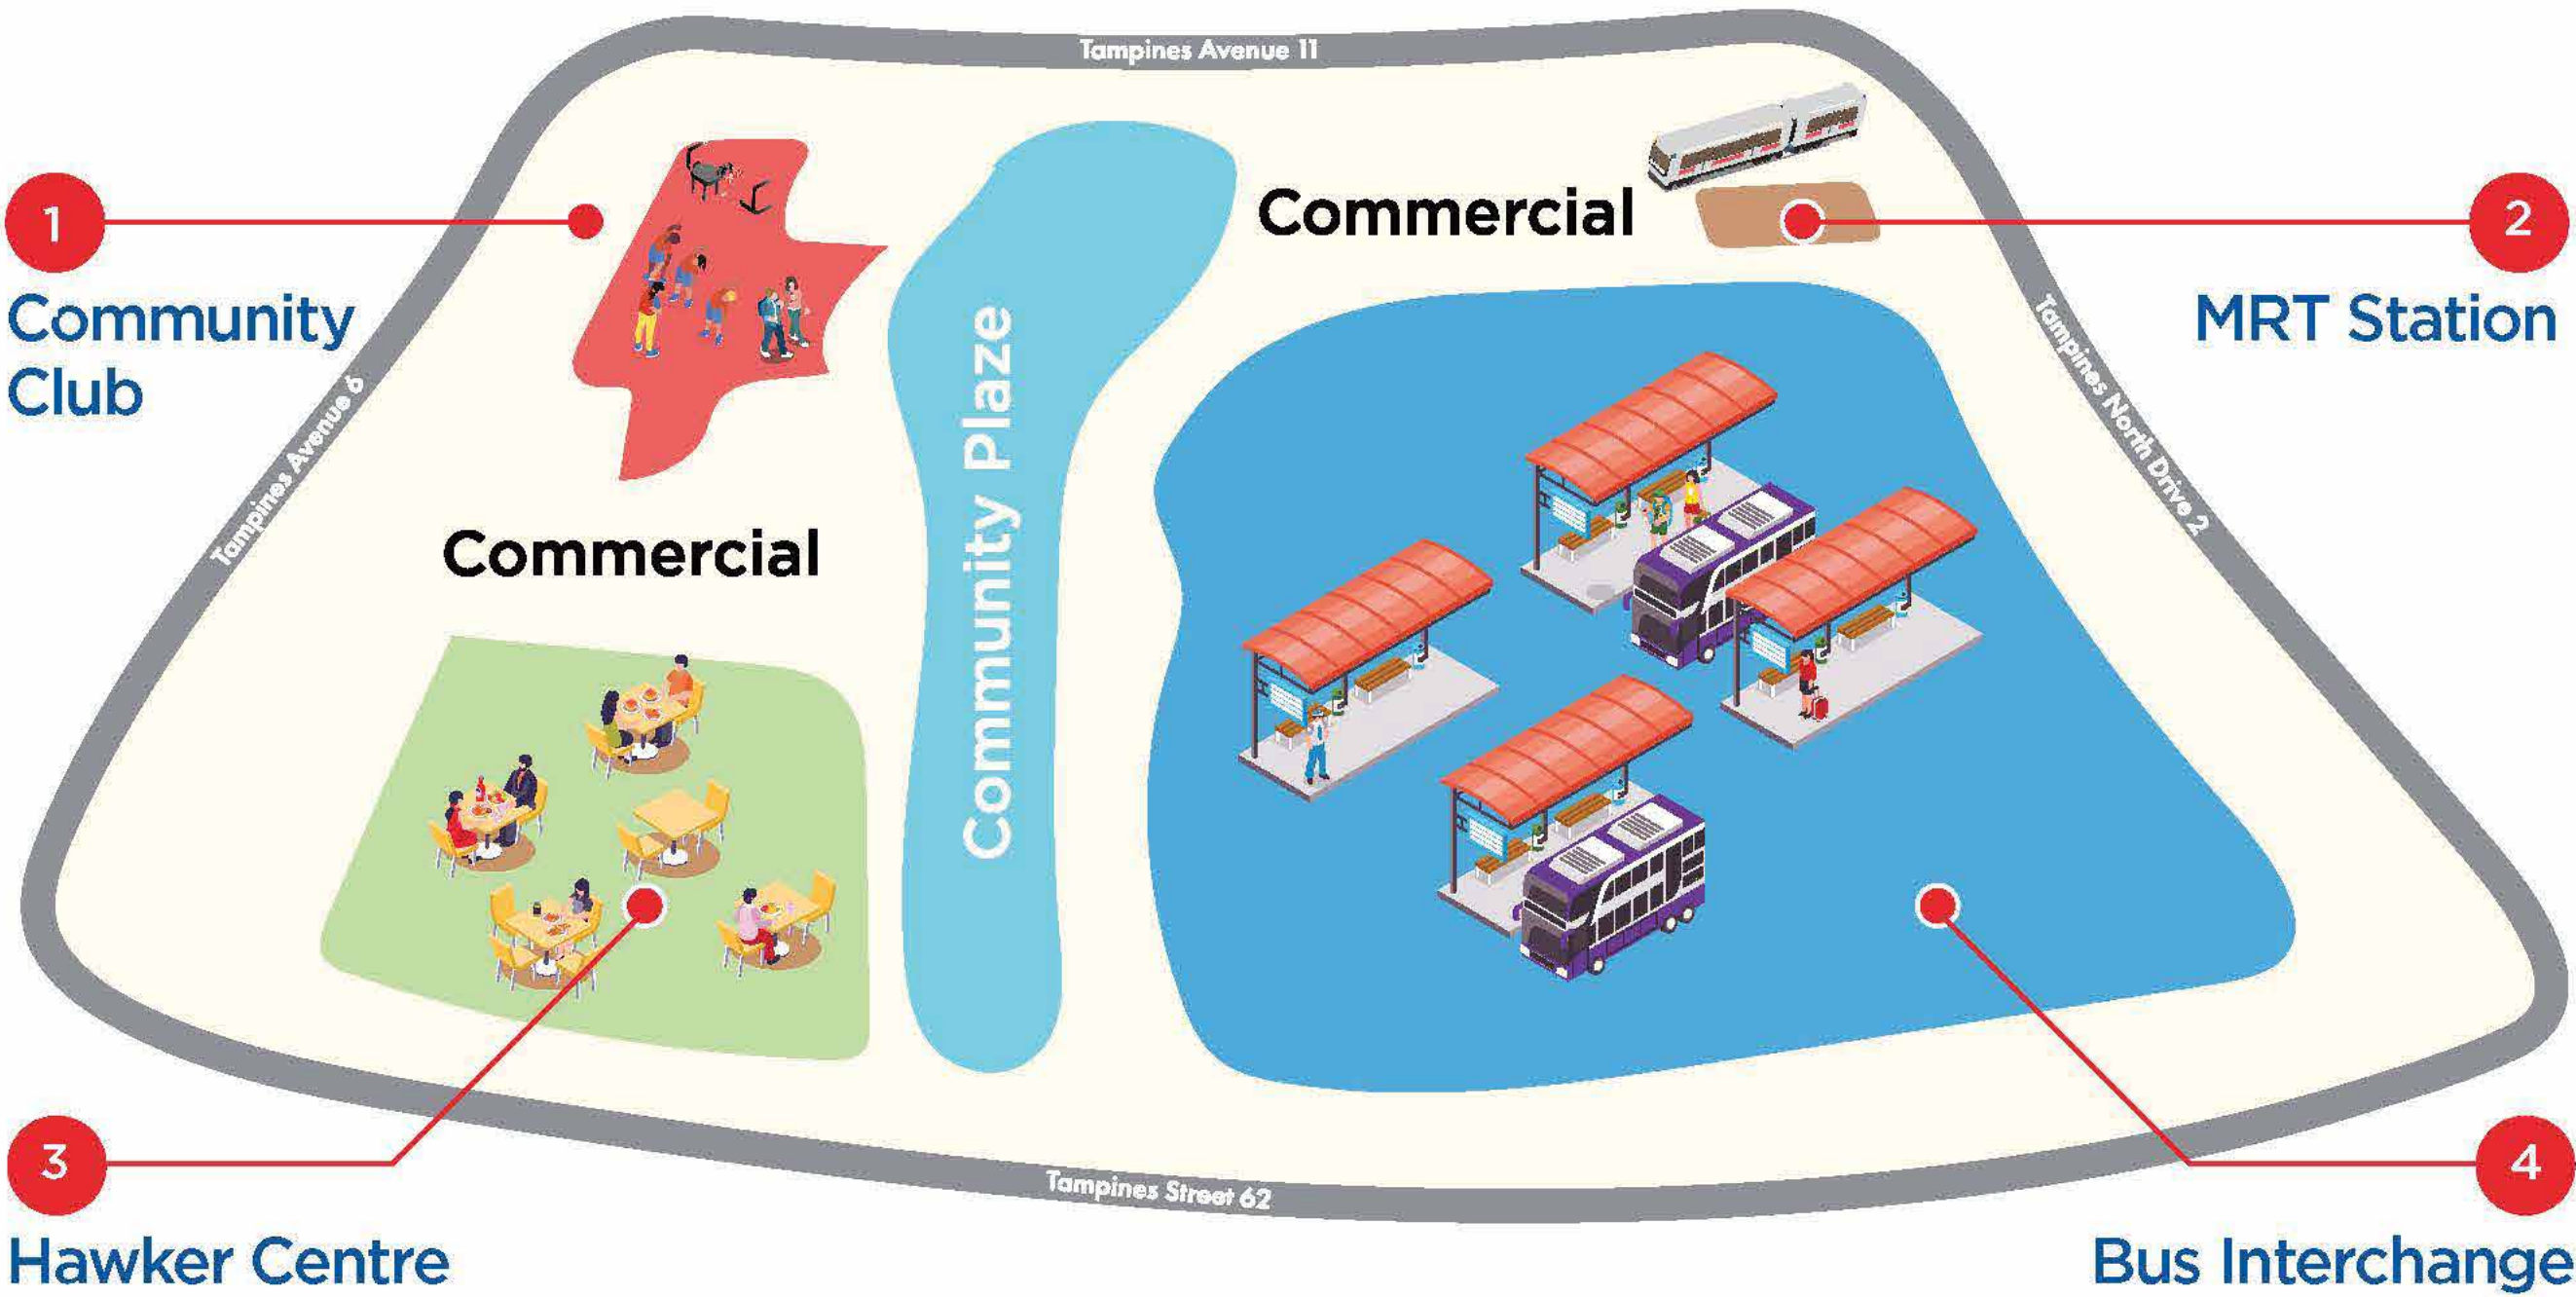 Tampines Avenue 11
1
Community
Club
Commercial
2
MRT Station
Tampines Avenue 6
Tampines North Drive 2
Community Plaze
Commercial
3
Hawker Centre
Tampines Street 62
4
Bus Interchange